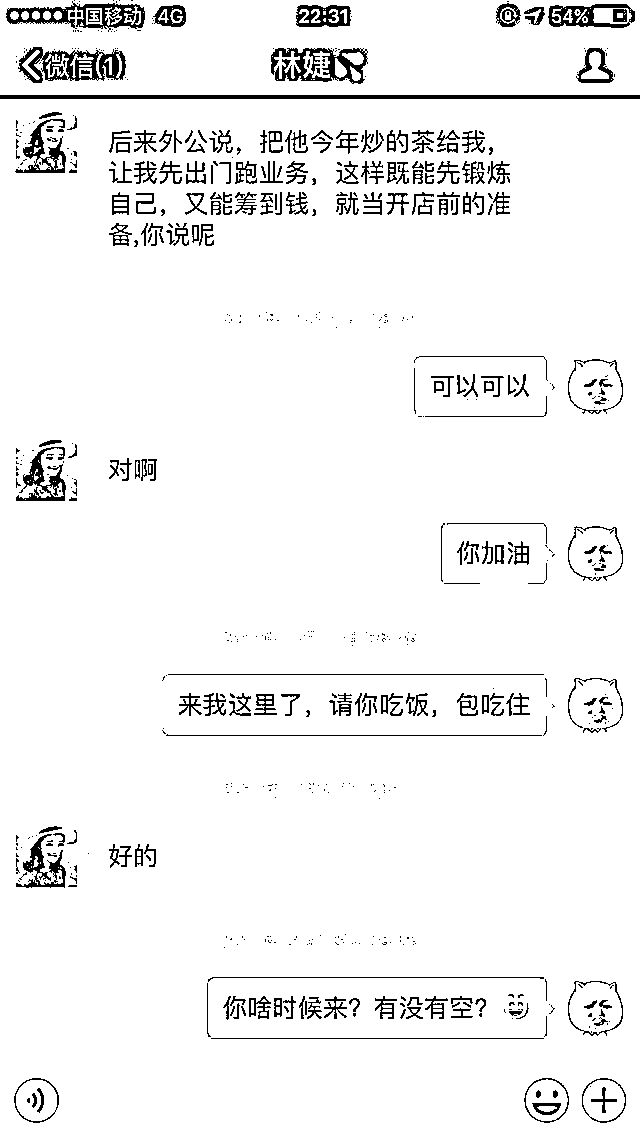 中国移动 4G 22:31 54%
微信(1) 林婕
后来外公说，把他今年炒的茶给我，
让我先出门跑业务，这样既能先锻炼
自己，又能筹到钱，就当开店前的准
备,你说呢
可以可以
对啊
你加油
来我这里了，请你吃饭，包吃住
好的
你啥时候来？有没有空？